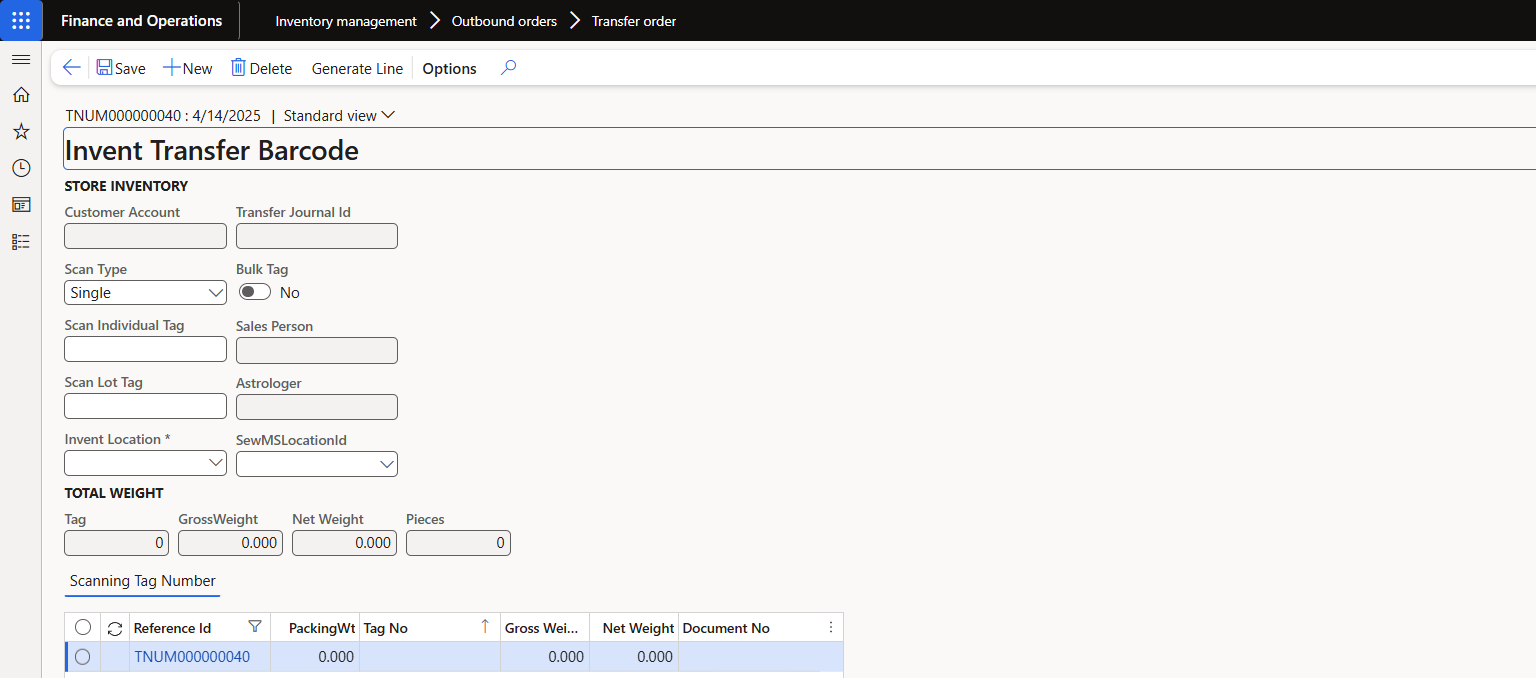 Finance and Operations Inventory management Outbound orders Transfer order
Save New Delete Generate Line Options
TNUM000000040 : 4/14/2025 | Standard view
Invent Transfer Barcode
STORE INVENTORY
Customer Account Transfer Journal Id
Scan Type Bulk Tag
Single No
Scan Individual Tag Sales Person
Scan Lot Tag Astrologer
Invent Location * SewMSLocationId
TOTAL WEIGHT
Tag GrossWeight Net Weight Pieces
0 0.000 0.000 0
Scanning Tag Number
Reference Id PackingWt Tag No Gross Wei... Net Weight Document No
TNUM000000040 0.000 0.000 0.000